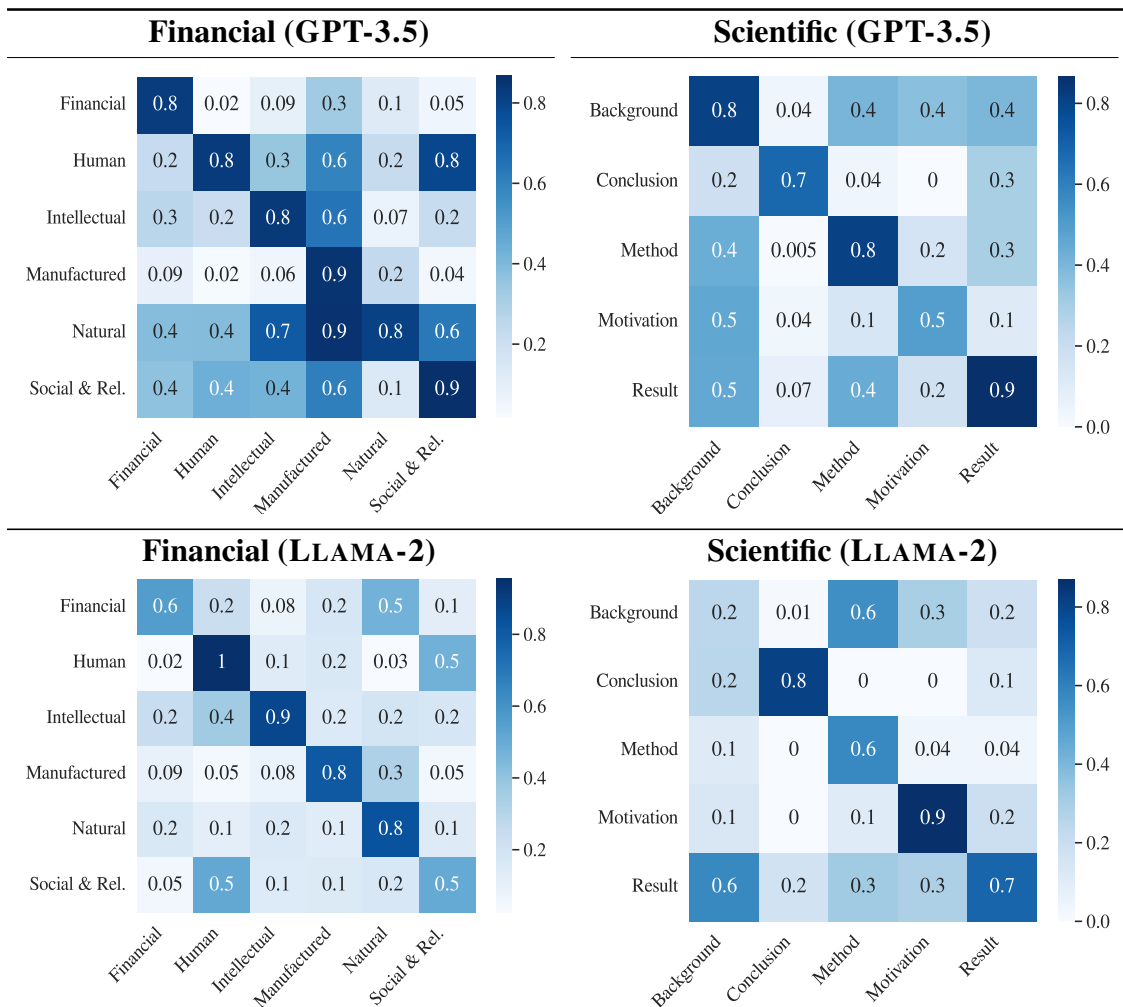 Financial (GPT-3.5)
Financial 0.8 0.02 0.09 0.3 0.1 0.05
Human 0.2 0.8 0.3 0.6 0.2 0.8
Intellectual 0.3 0.2 0.8 0.6 0.07 0.2
Manufactured 0.09 0.02 0.06 0.9 0.2 0.04
Natural 0.4 0.4 0.7 0.9 0.8 0.6
Social & Rel. 0.4 0.4 0.4 0.6 0.1 0.9
Financial Human Intellectual Manufactured Natural Social & Rel.
0.8
0.6
0.4
0.2
Scientific (GPT-3.5)
Background 0.8 0.04 0.4 0.4 0.4
Conclusion 0.2 0.7 0.04 0 0.3
Method 0.4 0.005 0.8 0.2 0.3
Motivation 0.5 0.04 0.1 0.5 0.1
Result 0.5 0.07 0.4 0.2 0.9
Background Conclusion Method Motivation Result
0.8
0.6
0.4
0.2
0.0
Financial (LLAMA-2)
Financial 0.6 0.2 0.08 0.2 0.5 0.1
Human 0.02 1 0.1 0.2 0.03 0.5
Intellectual 0.2 0.4 0.9 0.2 0.2 0.2
Manufactured 0.09 0.05 0.08 0.8 0.3 0.05
Natural 0.2 0.1 0.2 0.1 0.8 0.1
Social & Rel. 0.05 0.5 0.1 0.1 0.2 0.5
Financial Human Intellectual Manufactured Natural Social & Rel.
0.8
0.6
0.4
0.2
Scientific (LLAMA-2)
Background 0.2 0.01 0.6 0.3 0.2
Conclusion 0.2 0.8 0 0 0.1
Method 0.1 0 0.6 0.04 0.04
Motivation 0.1 0 0.1 0.9 0.2
Result 0.6 0.2 0.3 0.3 0.7
Background Conclusion Method Motivation Result
0.8
0.6
0.4
0.2
0.0